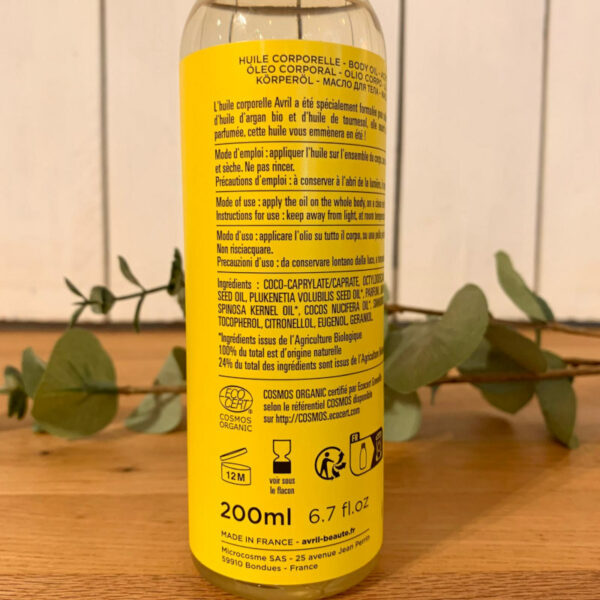 HUILE CORPORELLE - BODY OIL -
ÓLEO CORPORAL - OLIO CORPO
KÖRPERÖL - МАСЛО ДЛЯ ТЕЛА -
L'huile corporelle Avril a été spécialement formulée
d'huile d'argan bio et d'huile de tournesol, elle
parfumée, cette huile vous emmènera en été !
Mode d'emploi : appliquer l'huile sur l'ensemble du corps,
et sèche. Ne pas rincer.
Précautions d'emploi : à conserver à l'abri de la lumière,
Mode of use : apply the oil on the whole body, on a
Instructions for use : keep away from light, at room
Modo d'uso : applicare l'olio su tutto il corpo, su una
Non risciacquare.
Precauzioni d'uso : da conservare lontano dalla luce, a
Ingrédients : COCO-CAPRYLATE/CAPRATE,
SEED OIL, PLUKENETIA VOLUBILIS SEED OIL*, PARFUM,
SPINOSA KERNEL OIL*, COCOS NUCIFERA OIL*,
TOCOPHEROL, CITRONELLOL, EUGENOL, GERANIOL.
*Ingrédients issus de l'Agriculture Biologique
100% du total est d'origine naturelle
24% du total des ingrédients sont issus de l'Agriculture
ECO
CERT
COSMOS
ORGANIC
COSMOS ORGANIC certifié par Ecocert
selon le référentiel COSMOS disponible
sur http://COSMOS.ecocert.com
12M
voir sous
le flacon
FR
200ml 6.7 fl.oz
MADE IN FRANCE - avril-beaute.fr
Microcosme SAS - 25 avenue Jean Perrin
59910 Bondues - France